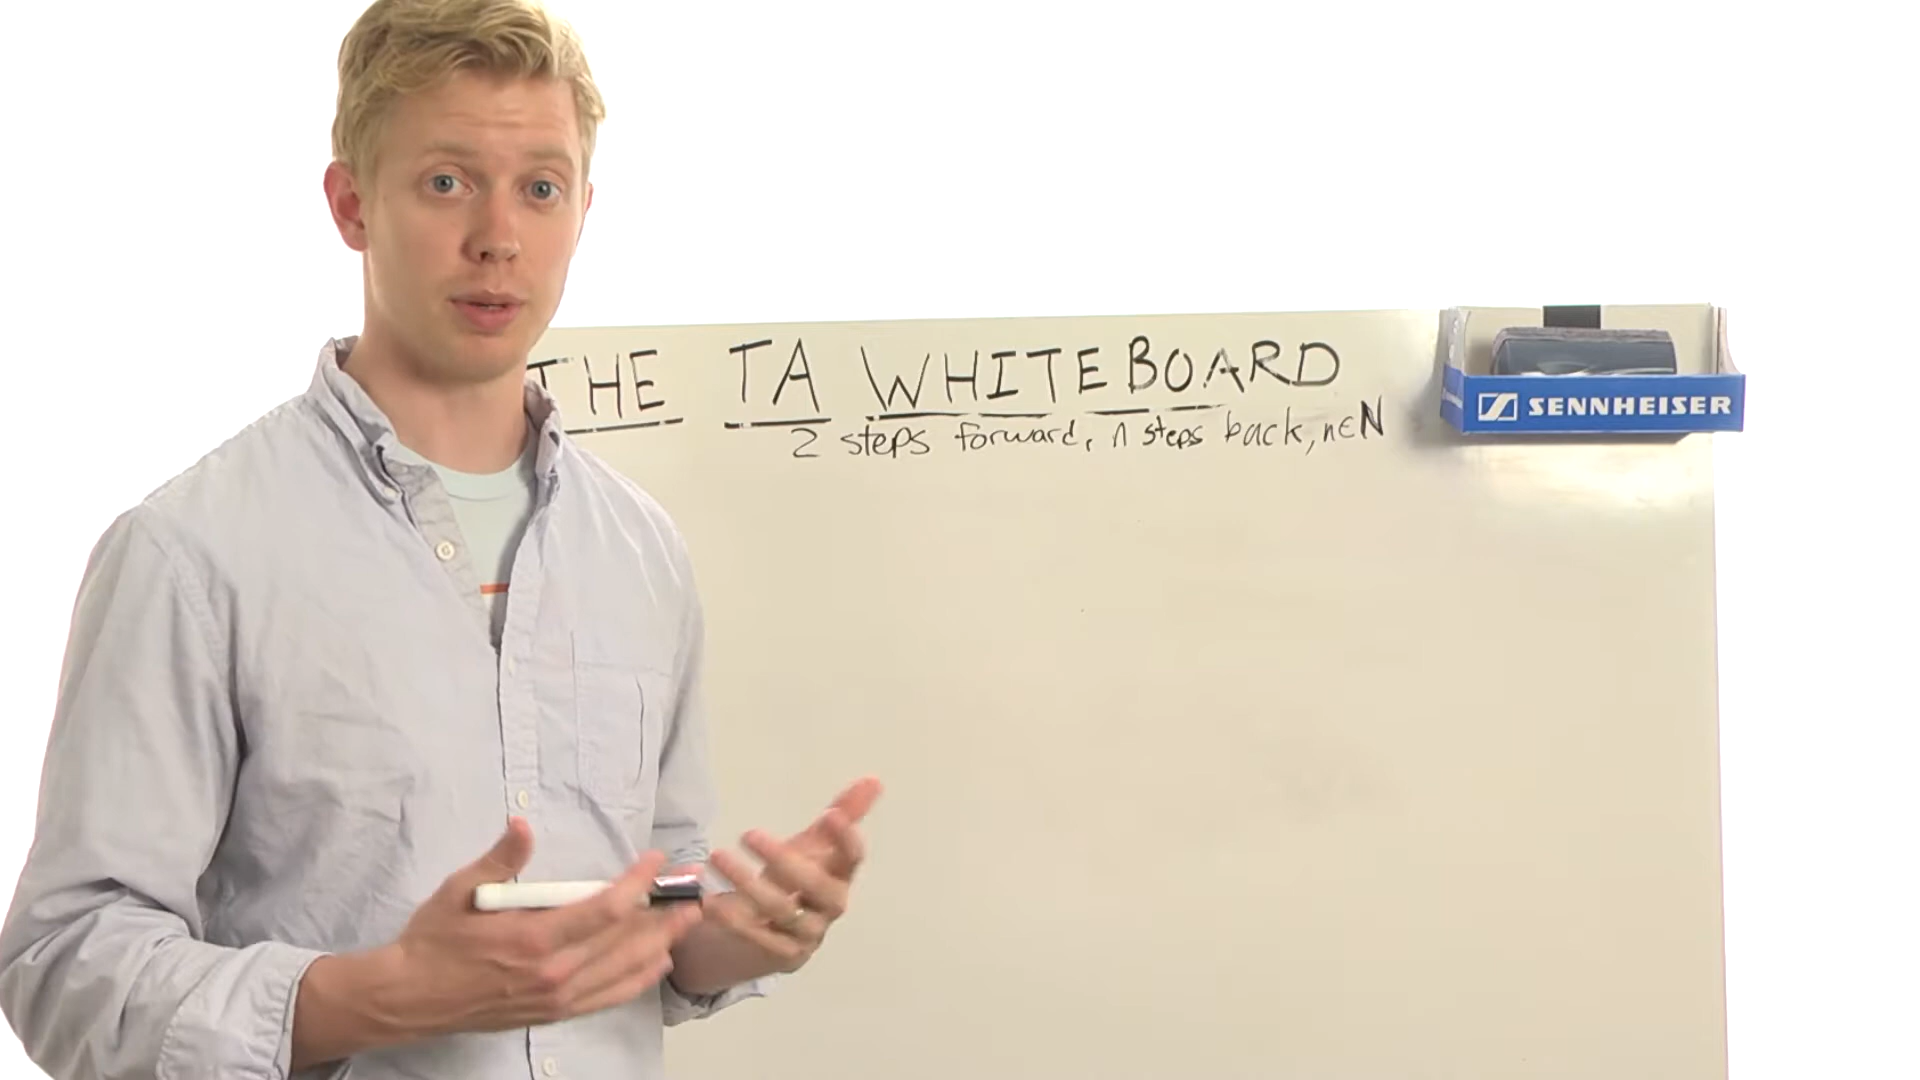 THE TA WHITEBOARD
2 steps forward, n steps back, n∈N
SENNHEISER